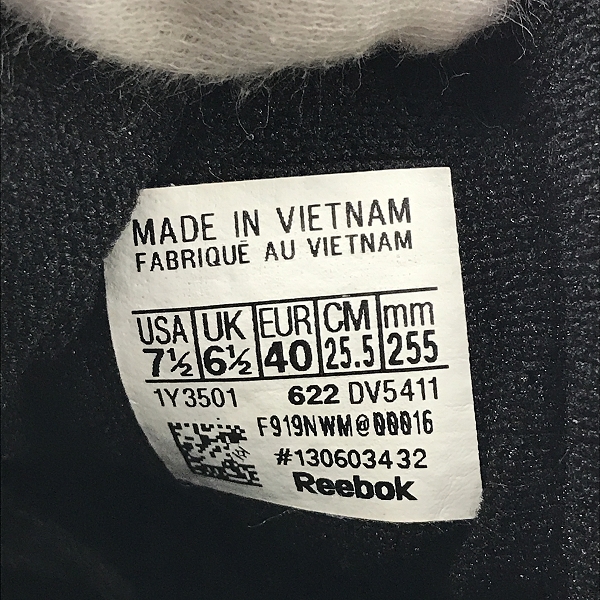 MADE IN VIETNAM
FABRIQUÉ AU VIETNAM
USA UK EUR CM mm
7½ 6½ 40 25.5 255
1Y3501 622 DV5411
F919NWM@00016
#130603432
Reebok